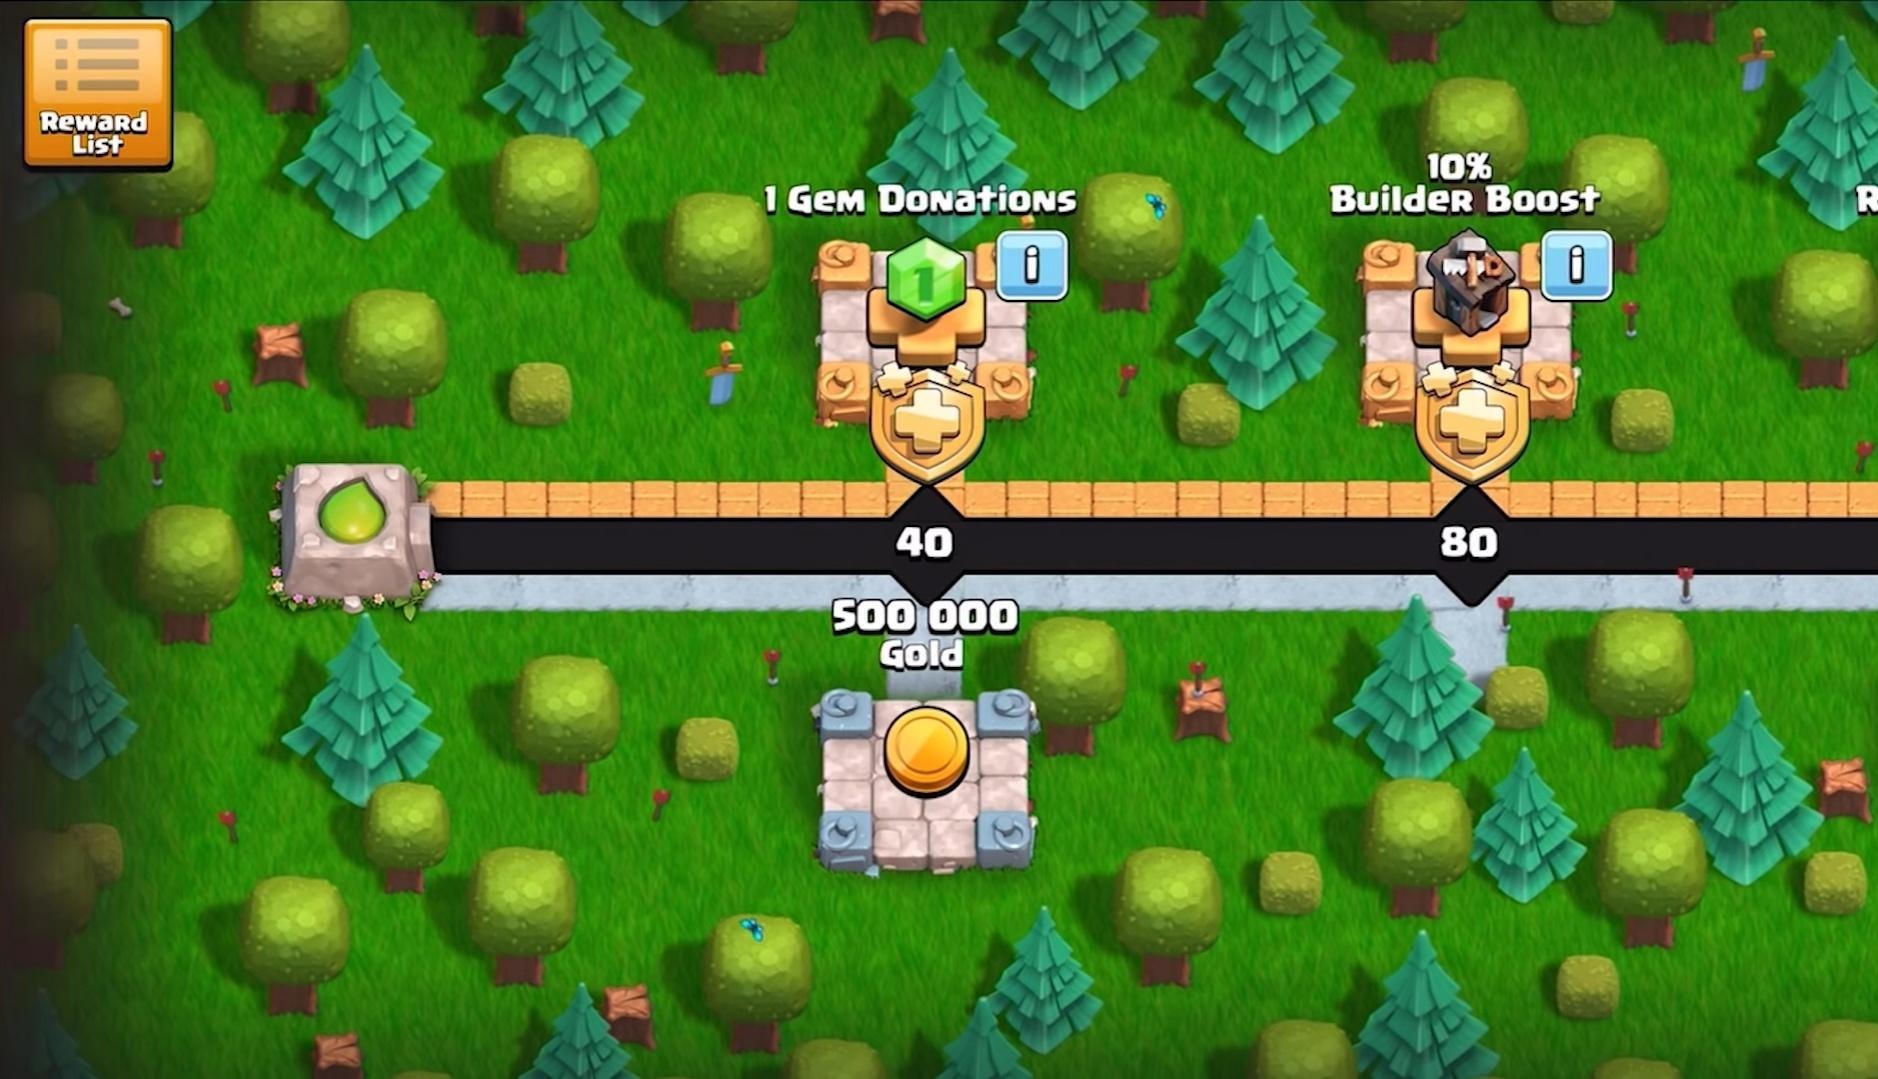 Reward
List
1 Gem Donations
10%
Builder Boost
R
1
40
80
500 000
Gold